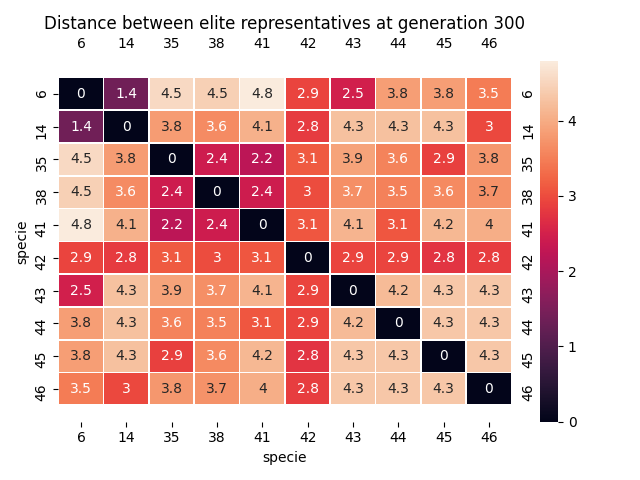 Distance between elite representatives at generation 300
6 14 35 38 41 42 43 44 45 46
6 0 1.4 4.5 4.5 4.8 2.9 2.5 3.8 3.8 3.5 6
14 1.4 0 3.8 3.6 4.1 2.8 4.3 4.3 4.3 3 14
35 4.5 3.8 0 2.4 2.2 3.1 3.9 3.6 2.9 3.8 35
38 4.5 3.6 2.4 0 2.4 3 3.7 3.5 3.6 3.7 38
41 4.8 4.1 2.2 2.4 0 3.1 4.1 3.1 4.2 4 41
42 2.9 2.8 3.1 3 3.1 0 2.9 2.9 2.8 2.8 42
43 2.5 4.3 3.9 3.7 4.1 2.9 0 4.2 4.3 4.3 43
44 3.8 4.3 3.6 3.5 3.1 2.9 4.2 0 4.3 4.3 44
45 3.8 4.3 2.9 3.6 4.2 2.8 4.3 4.3 0 4.3 45
46 3.5 3 3.8 3.7 4 2.8 4.3 4.3 4.3 0 46
6 14 35 38 41 42 43 44 45 46
specie
specie
4
3
2
1
0